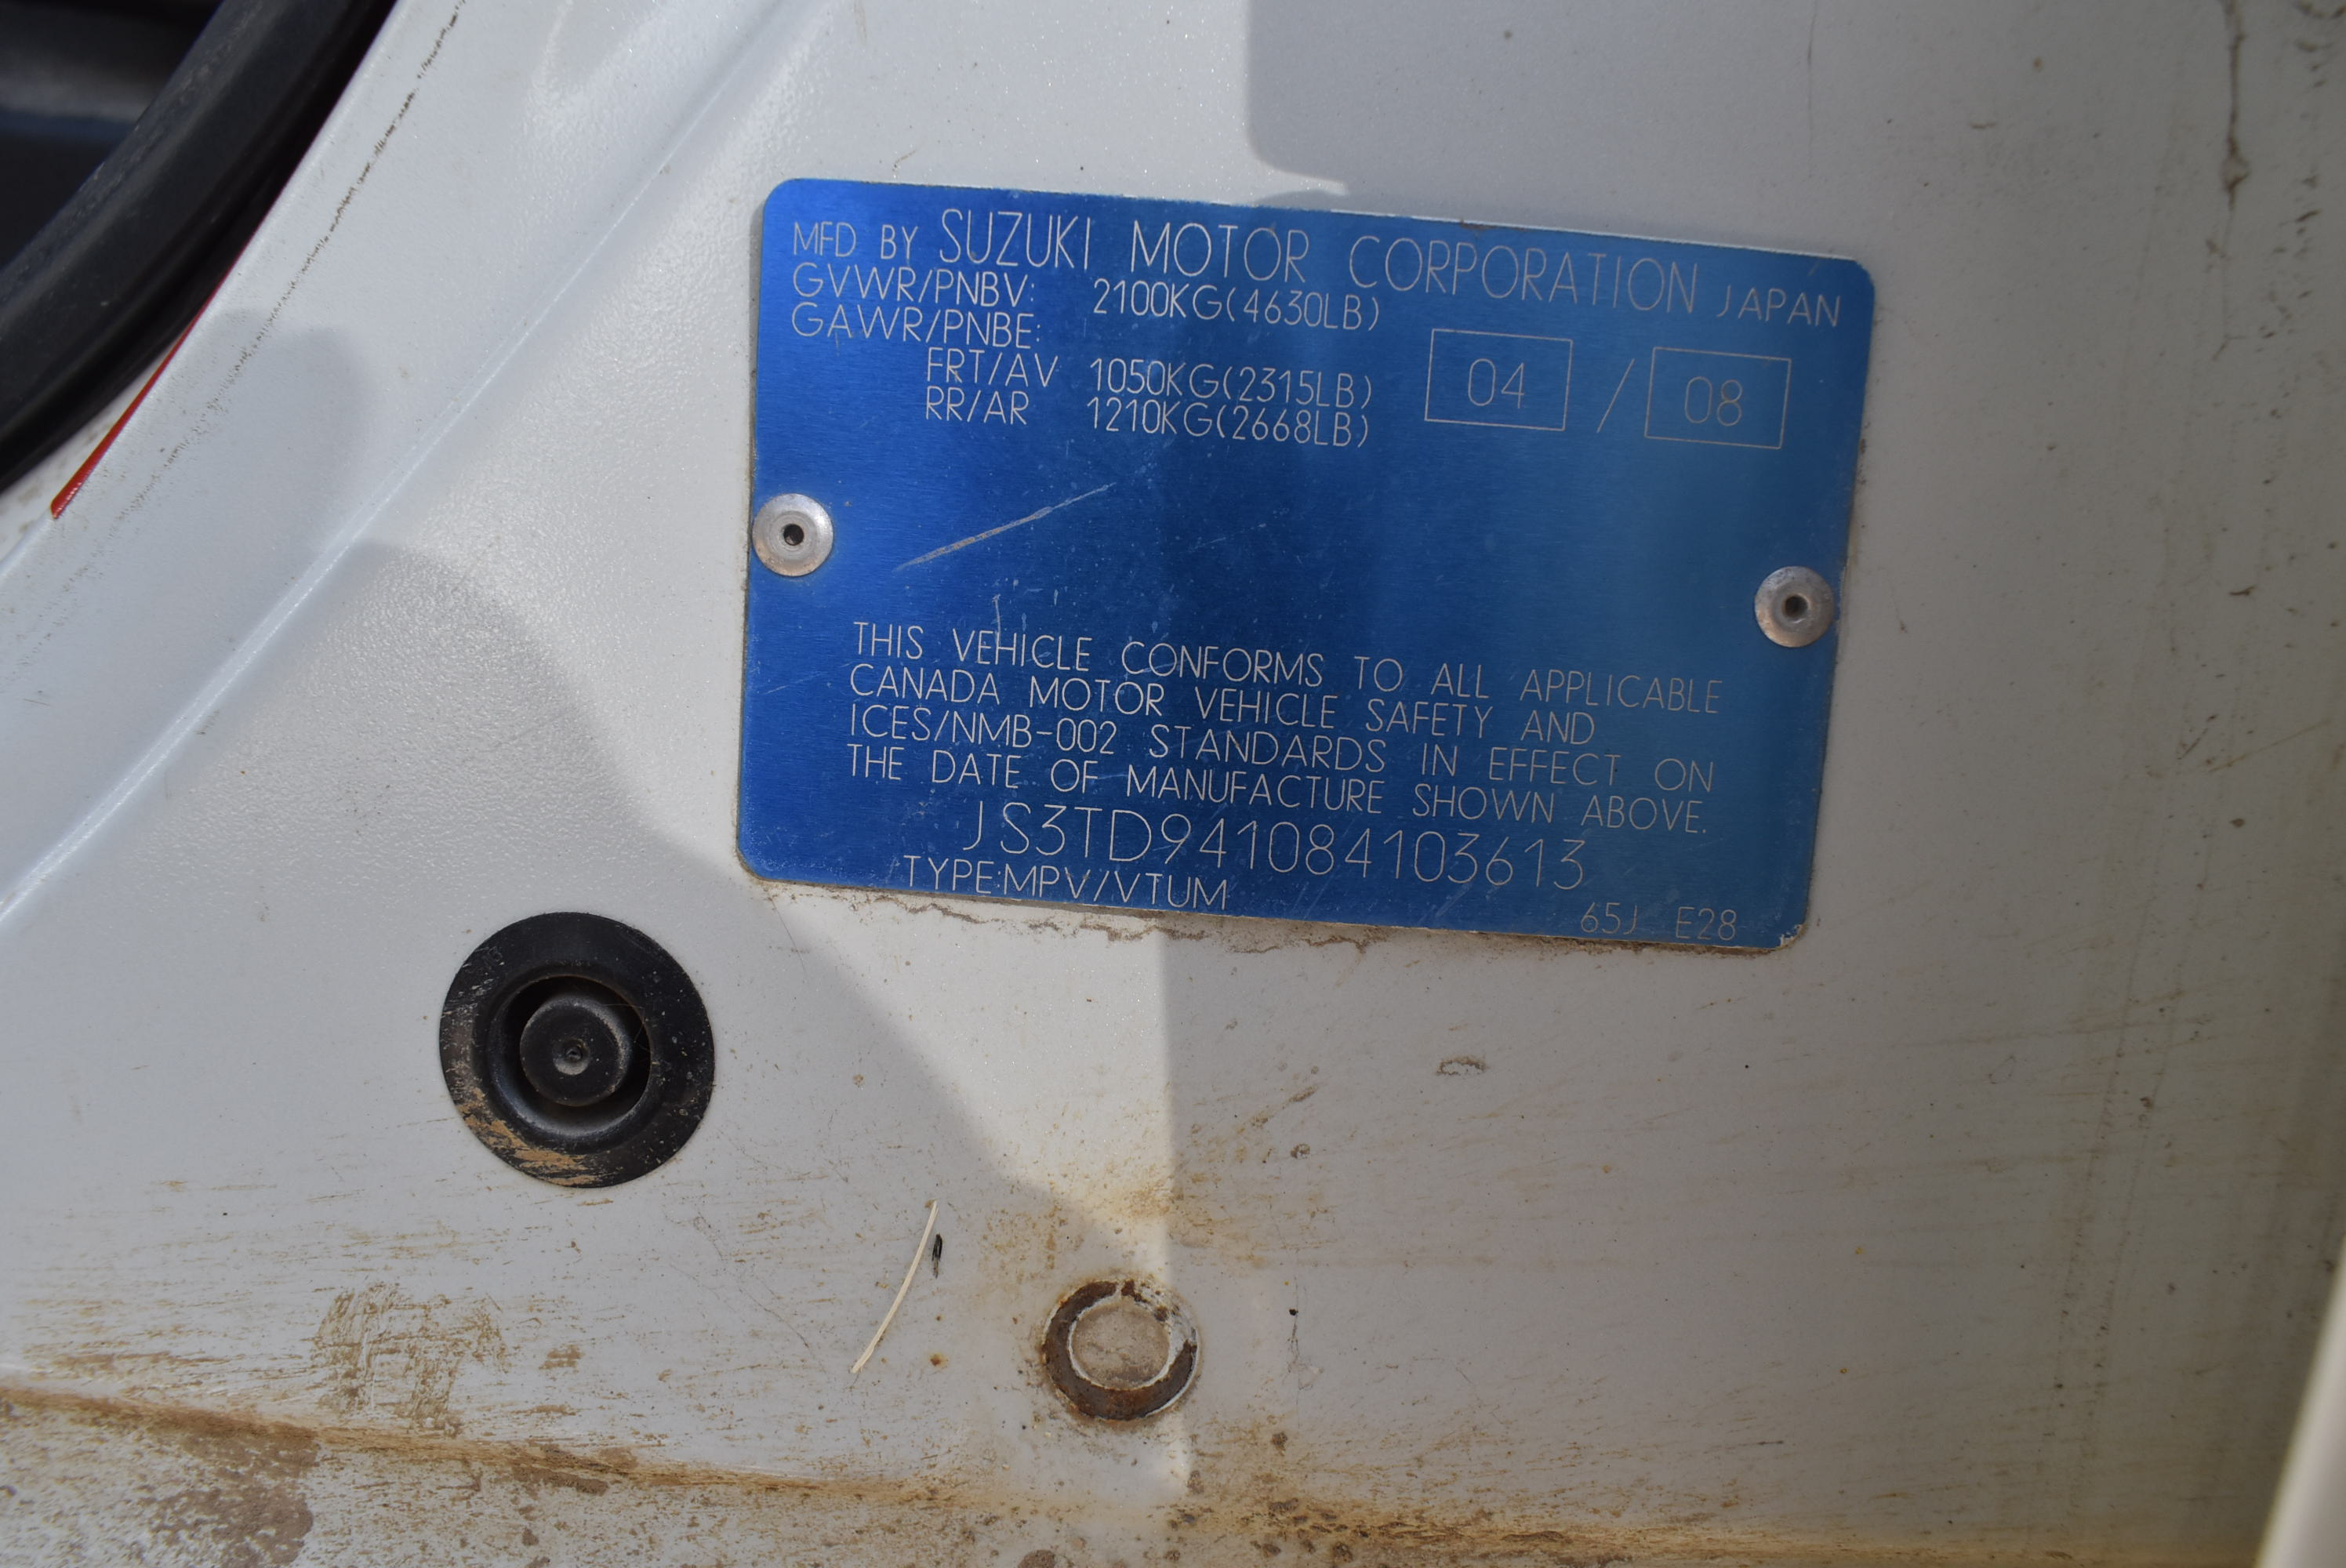 MFD BY SUZUKI MOTOR CORPORATION JAPAN
GVWR/PNBV: 2100KG(4630LB)
GAWR/PNBE:
FRT/AV 1050KG(2315LB)
RR/AR 1210KG(2668LB)
04 / 08
THIS VEHICLE CONFORMS TO ALL APPLICABLE
CANADA MOTOR VEHICLE SAFETY AND
ICES/NMB-002 STANDARDS IN EFFECT ON
THE DATE OF MANUFACTURE SHOWN ABOVE.
JS3TD941084103613
TYPE:MPV/VTUM
65J E28